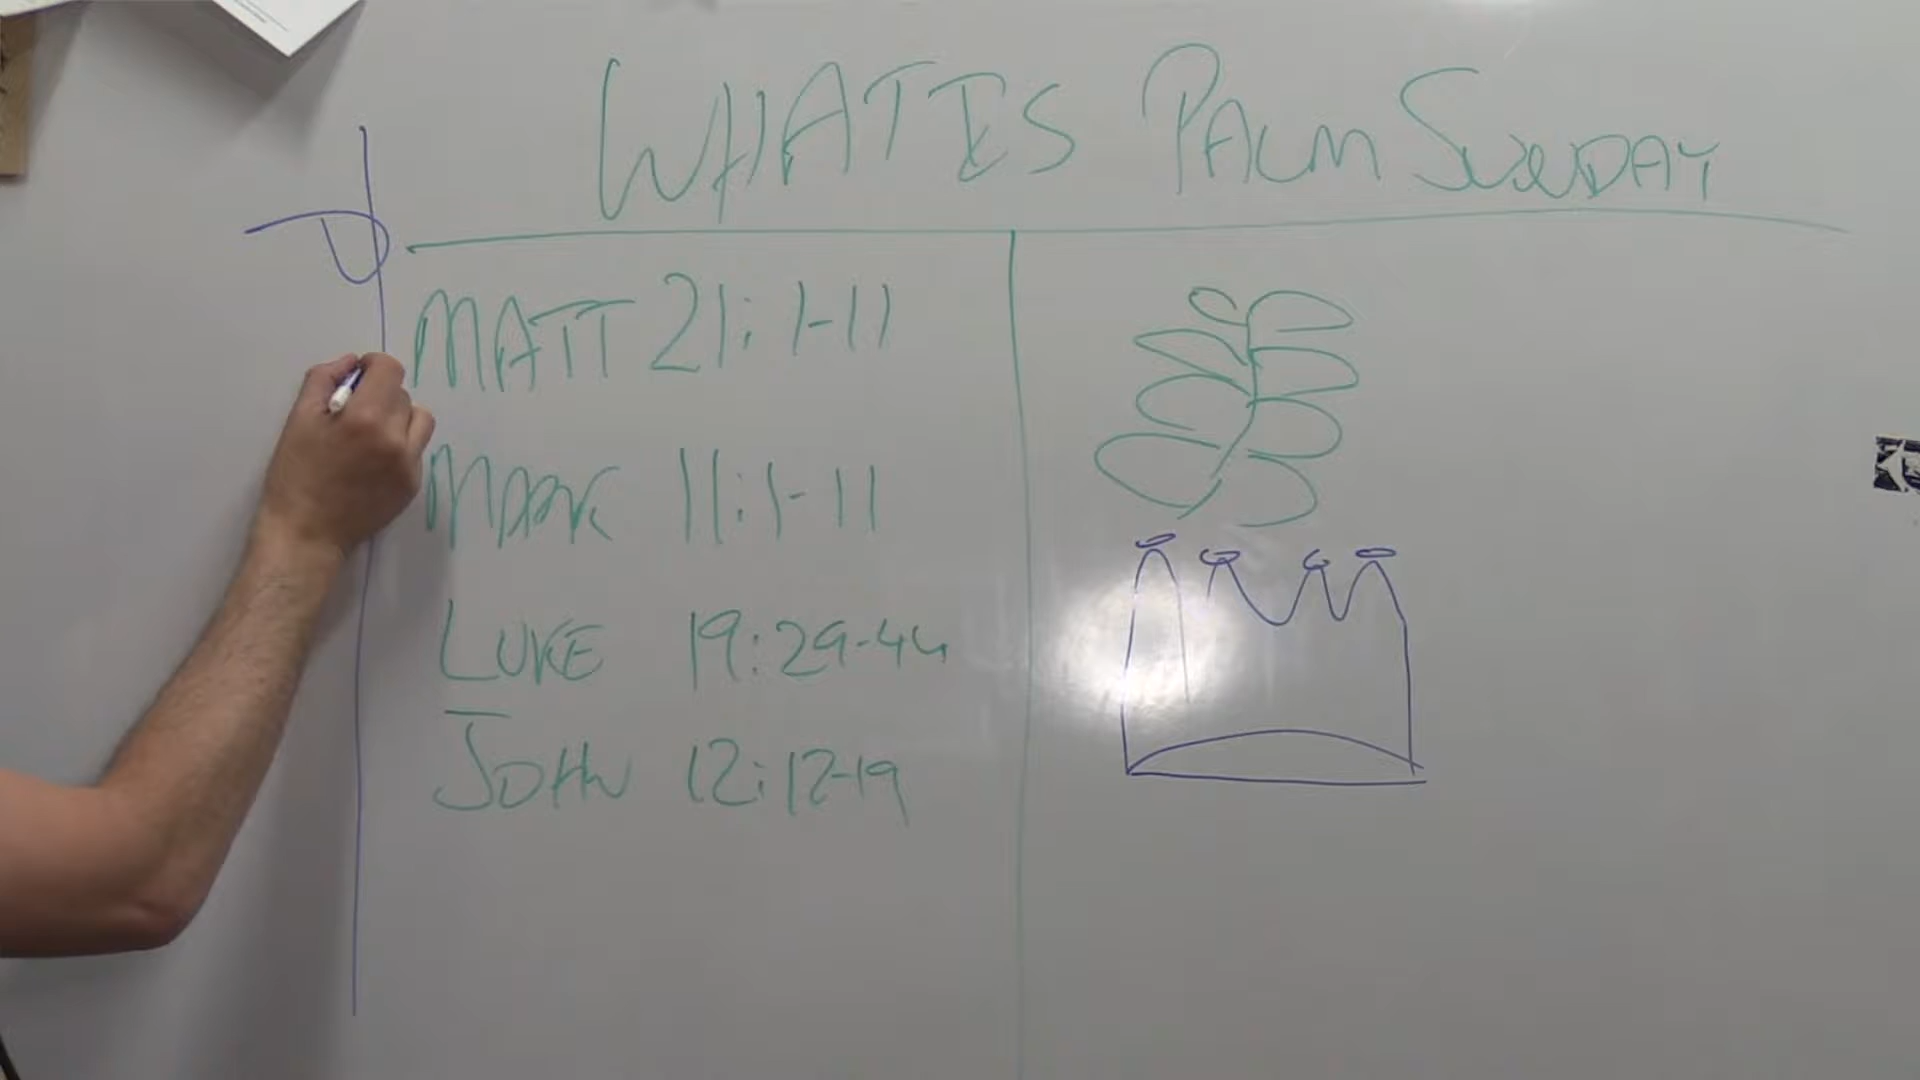 WHAT IS PALM SUNDAY
MATT 21:1-11
MARK 11:1-11
LUKE 19:29-44
JOHN 12:12-19